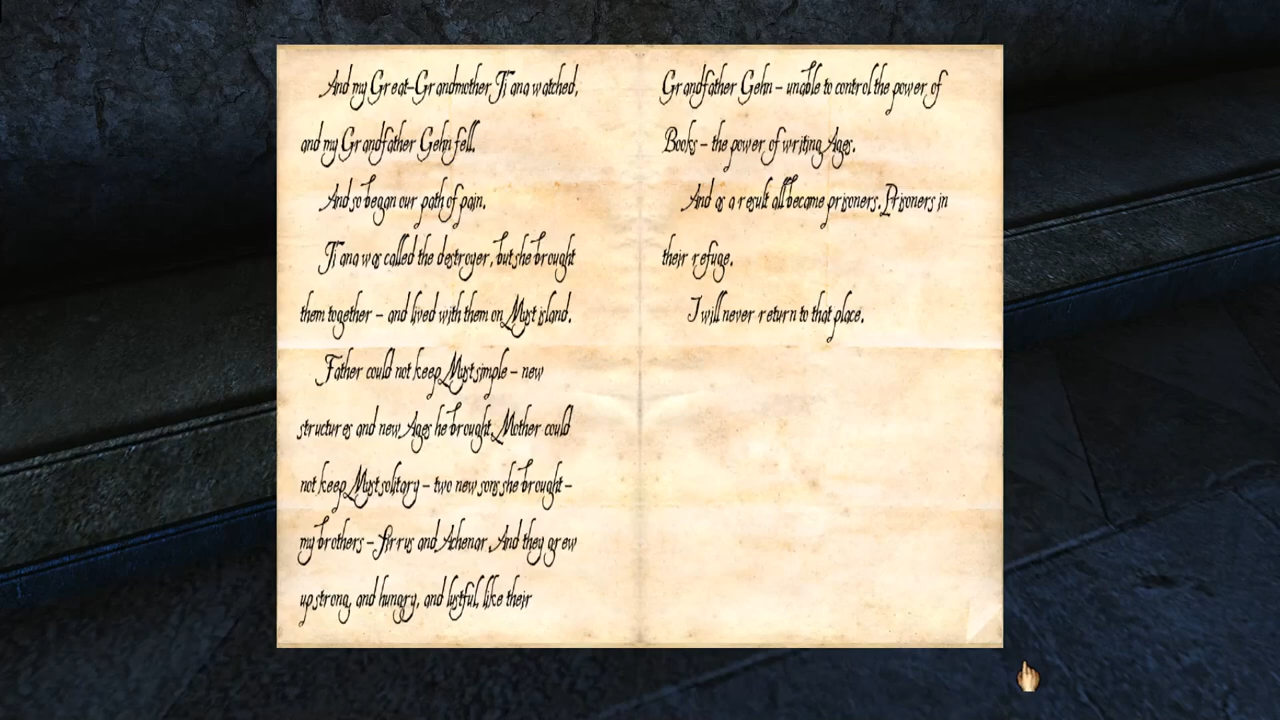 And my Great-Grandmother Ti'ana watched,
and my Grandfather Gehn fell.
And so began our path of pain.
Ti'ana was called the destroyer, but she brought
them together – and lived with them on Myst island.
Father could not keep Myst simple – new
structures and new Ages he brought. Mother could
not keep Myst solitary – two new sons she brought –
my brothers – Sirrus and Achenar. And they grew
up strong, and hungry, and lustful, like their
Grandfather Gehn – unable to control the power of
Books – the power of writing Ages.
And as a result all became prisoners. Prisoners in
their refuge.
I will never return to that place.